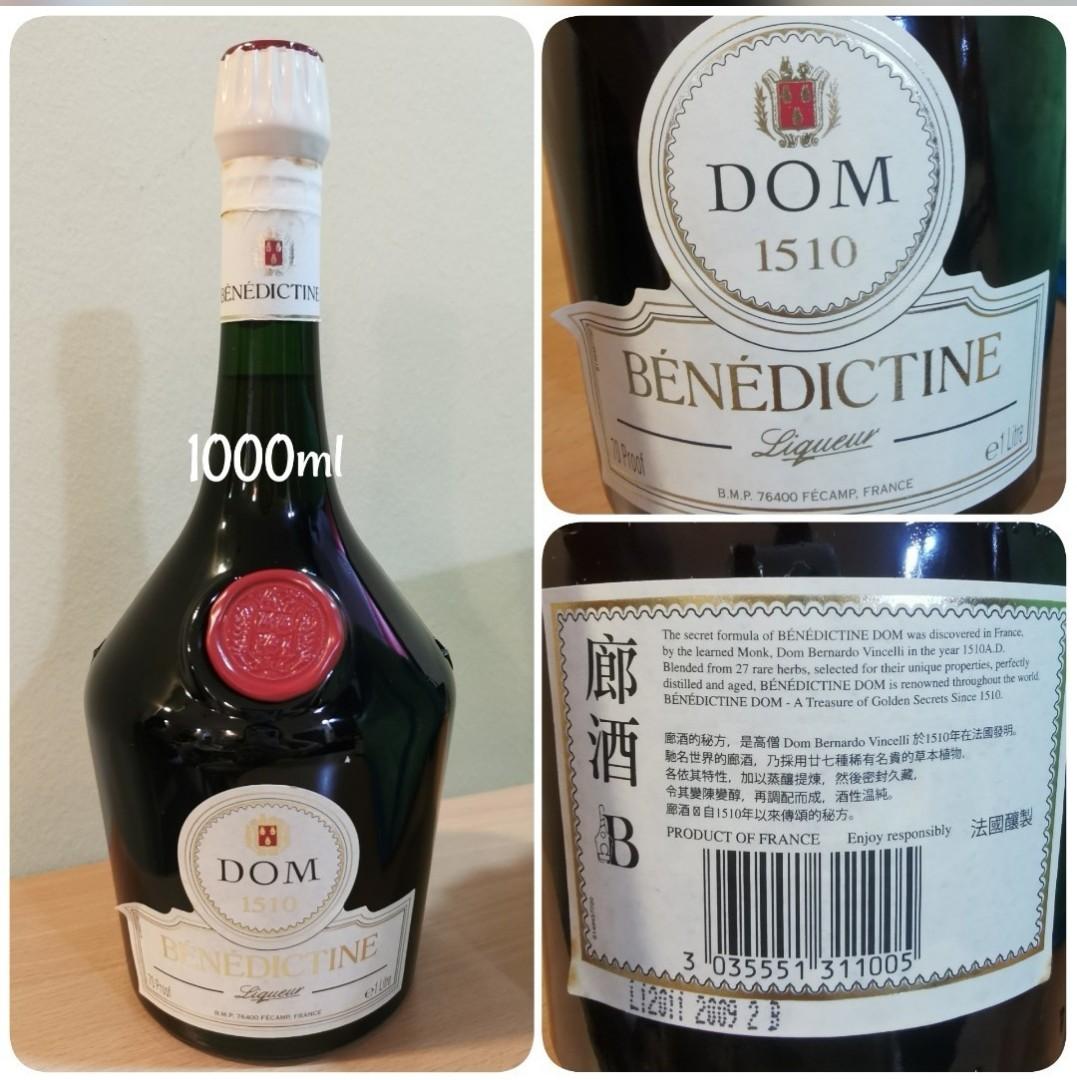 BÉNÉDICTINE
1000ml
DOM
1510
BÉNÉDICTINE
70 Proof
Liqueur
e 1 Litre
B.M.P. 76400 FÉCAMP, FRANCE
DOM
1510
BÉNÉDICTINE
70 Proof
Liqueur
e 1 Litre
B.M.P. 76400 FÉCAMP, FRANCE
廊酒
B
The secret formula of BÉNÉDICTINE DOM was discovered in France,
by the learned Monk, Dom Bernardo Vincelli in the year 1510A.D.
Blended from 27 rare herbs, selected for their unique properties, perfectly
distilled and aged, BÉNÉDICTINE DOM is renowned throughout the world.
BÉNÉDICTINE DOM - A Treasure of Golden Secrets Since 1510.
廊酒的秘方，是高僧 Dom Bernardo Vincelli 於1510年在法國發明。
馳名世界的廊酒，乃採用廿七種稀有名貴的草本植物，
各依其特性，加以蒸釀提煉，然後密封久藏，
令其變陳變醇，再調配而成，酒性温純。
廊酒 自1510年以來傳頌的秘方。
PRODUCT OF FRANCE Enjoy responsibly 法國釀製
3 035551 311005
L12011 2009 2 B